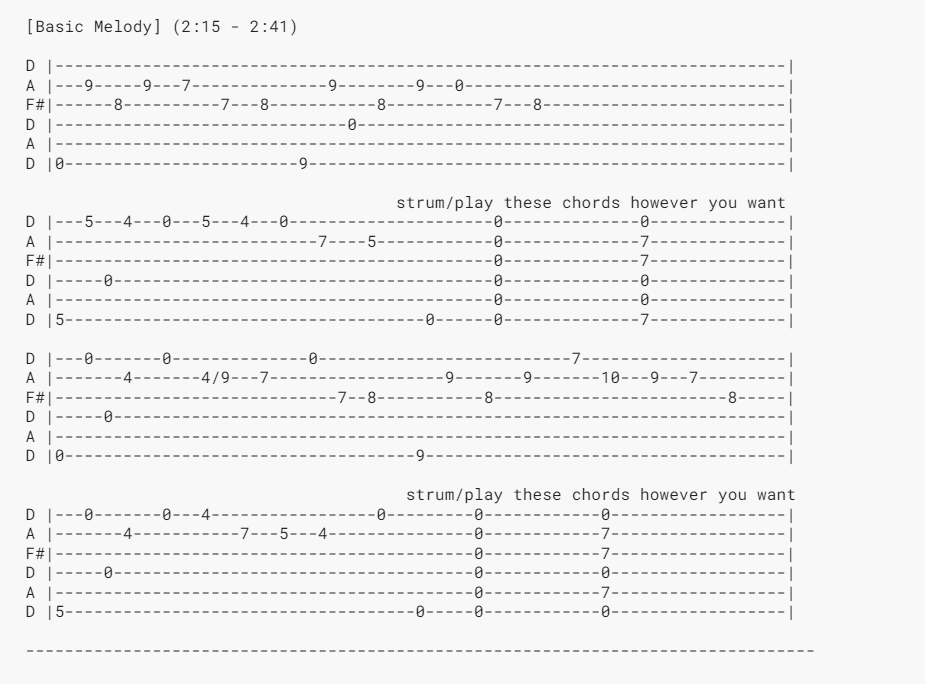 [Basic Melody] (2:15 - 2:41)
D |---------------------------------------------------------------------------|
A |---9-----9---7--------------9--------9---0---------------------------------|
F#|------8----------7---8-----------8-----------7---8-------------------------|
D |------------------------------0--------------------------------------------|
A |---------------------------------------------------------------------------|
D |0------------------------9-------------------------------------------------|
strum/play these chords however you want
D |---5---4---0---5---4---0---------------------0--------------0--------------|
A |---------------------------7----5------------0--------------7--------------|
F#|---------------------------------------------0--------------7--------------|
D |-----0---------------------------------------0--------------0--------------|
A |---------------------------------------------0--------------0--------------|
D |5-------------------------------------0------0--------------7--------------|
D |---0-------0--------------0--------------------------7---------------------|
A |-------4-------4/9---7------------------9-------9-------10---9---7---------|
F#|-----------------------------7--8-----------8------------------------8-----|
D |-----0---------------------------------------------------------------------|
A |---------------------------------------------------------------------------|
D |0------------------------------------9-------------------------------------|
strum/play these chords however you want
D |---0-------0---4-----------------0---------0------------0------------------|
A |-------4-----------7---5---4---------------0------------7------------------|
F#|-------------------------------------------0------------7------------------|
D |-----0-------------------------------------0------------0------------------|
A |-------------------------------------------0------------7------------------|
D |5------------------------------------0-----0------------0------------------|
---------------------------------------------------------------------------------